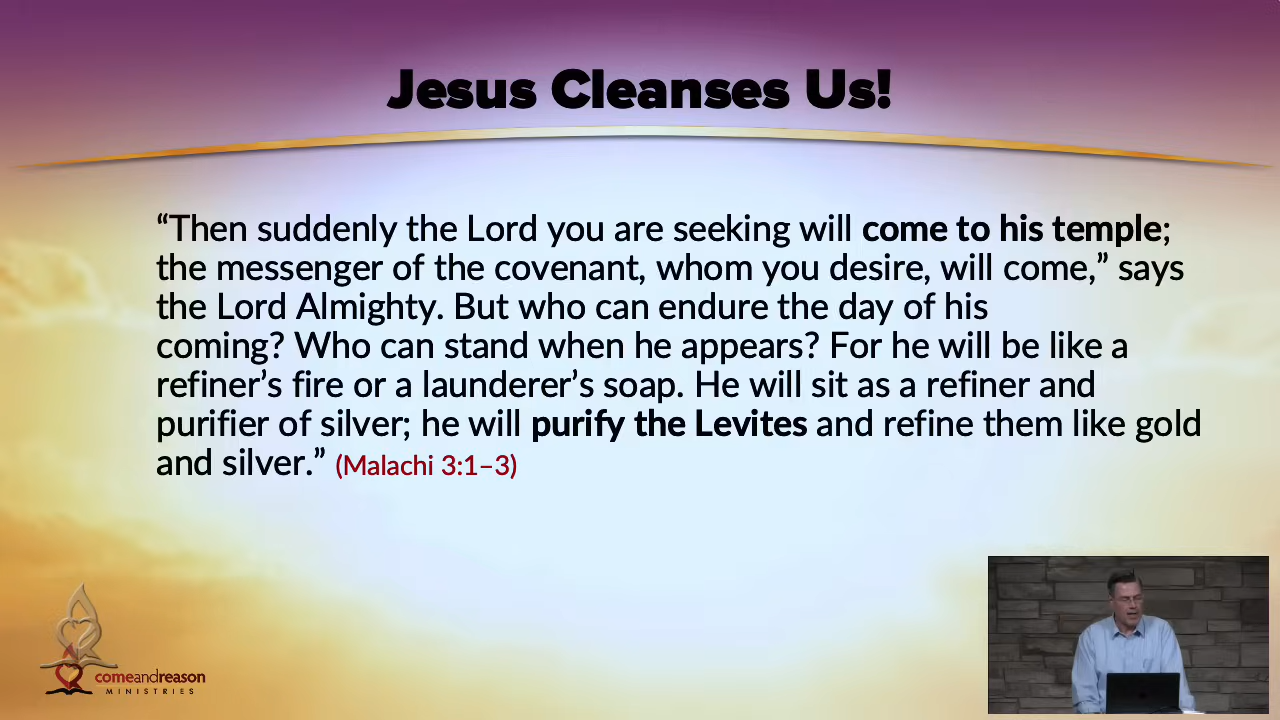 Jesus Cleanses Us!
“Then suddenly the Lord you are seeking will come to his temple;
the messenger of the covenant, whom you desire, will come,” says
the Lord Almighty. But who can endure the day of his
coming? Who can stand when he appears? For he will be like a
refiner’s fire or a launderer’s soap. He will sit as a refiner and
purifier of silver; he will purify the Levites and refine them like gold
and silver.” (Malachi 3:1–3)
comeandreason
MINISTRIES